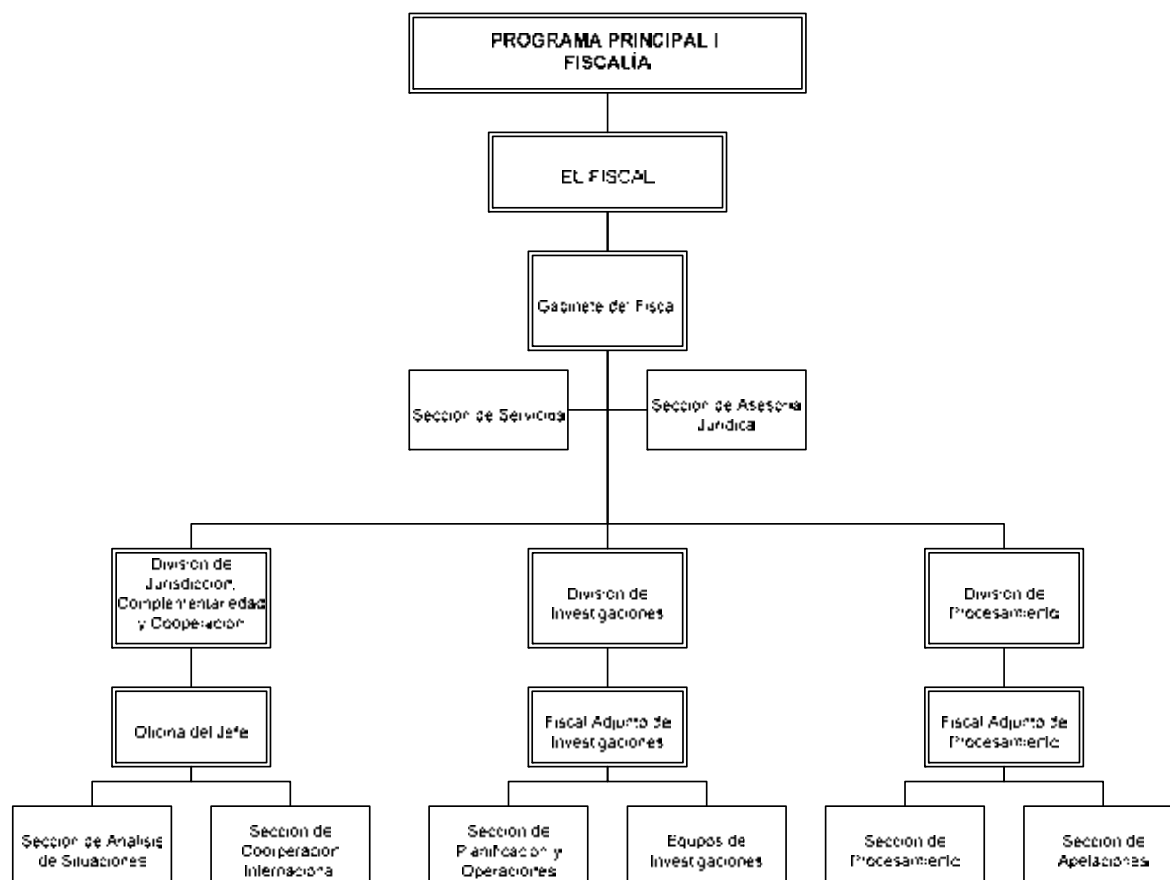 PROGRAMA PRINCIPAL I
FISCALÍA
EL FISCAL
Gabinete del Fiscal
Sección de Servicios
Sección de Asesoría
Jurídica
División de
Jurisdicción,
Complementariedad
y Cooperación
División de
Investigaciones
División de
Procesamiento
Oficina del Jefe
Fiscal Adjunto de
Investigaciones
Fiscal Adjunto de
Procesamiento
Sección de Análisis
de Situaciones
Sección de
Cooperación
Internacional
Sección de
Planificación y
Operaciones
Equipos de
Investigaciones
Sección de
Procesamiento
Sección de
Apelaciones